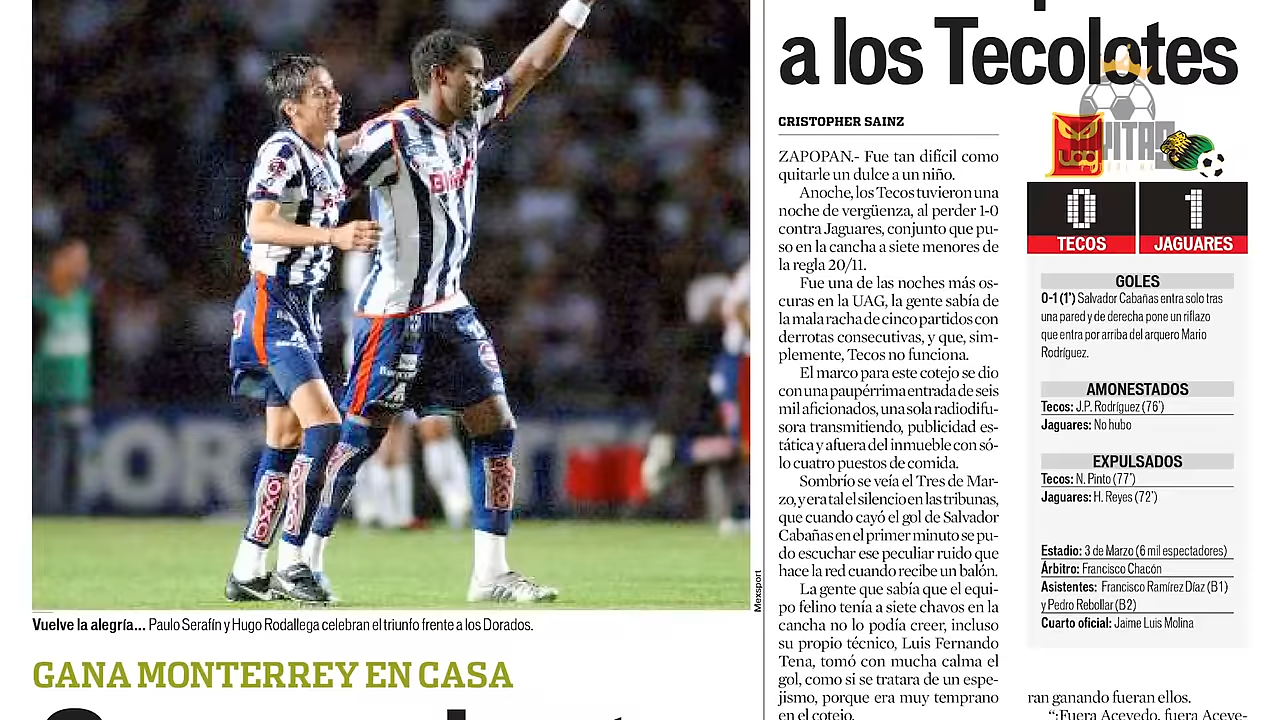 Bimbo
OXXO
OXXO
OXXO
Mexsport
Vuelve la alegría... Paulo Serafín y Hugo Rodallega celebran el triunfo frente a los Dorados.
GANA MONTERREY EN CASA
a los Tecolotes
CRISTOPHER SAINZ
ZAPOPAN.- Fue tan difícil como
quitarle un dulce a un niño.
Anoche, los Tecos tuvieron una
noche de vergüenza, al perder 1-0
contra Jaguares, conjunto que pu-
so en la cancha a siete menores de
la regla 20/11.
Fue una de las noches más os-
curas en la UAG, la gente sabía de
la mala racha de cinco partidos con
derrotas consecutivas, y que, sim-
plemente, Tecos no funciona.
El marco para este cotejo se dio
con una paupérrima entrada de seis
mil aficionados, una sola radiodifu-
sora transmitiendo, publicidad es-
tática y afuera del inmueble con só-
lo cuatro puestos de comida.
Sombrío se veía el Tres de Mar-
zo, y era tal el silencio en las tribunas,
que cuando cayó el gol de Salvador
Cabañas en el primer minuto se pu-
do escuchar ese peculiar ruido que
hace la red cuando recibe un balón.
La gente que sabía que el equi-
po felino tenía a siete chavos en la
cancha no lo podía creer, incluso
su propio técnico, Luis Fernando
Tena, tomó con mucha calma el
gol, como si se tratara de un espe-
jismo, porque era muy temprano
en el cotejo.
UAG
PITAS
0 1
TECOS JAGUARES
GOLES
0-1 (1') Salvador Cabañas entra solo tras
una pared y de derecha pone un riflazo
que entra por arriba del arquero Mario
Rodríguez.
AMONESTADOS
Tecos: J.P. Rodríguez (76')
Jaguares: No hubo
EXPULSADOS
Tecos: N. Pinto (77')
Jaguares: H. Reyes (72')
Estadio: 3 de Marzo (6 mil espectadores)
Árbitro: Francisco Chacón
Asistentes: Francisco Ramírez Díaz (B1)
y Pedro Rebollar (B2)
Cuarto oficial: Jaime Luis Molina
ran ganando fueran ellos.
"¡Fuera Acevedo, fuera Aceve-